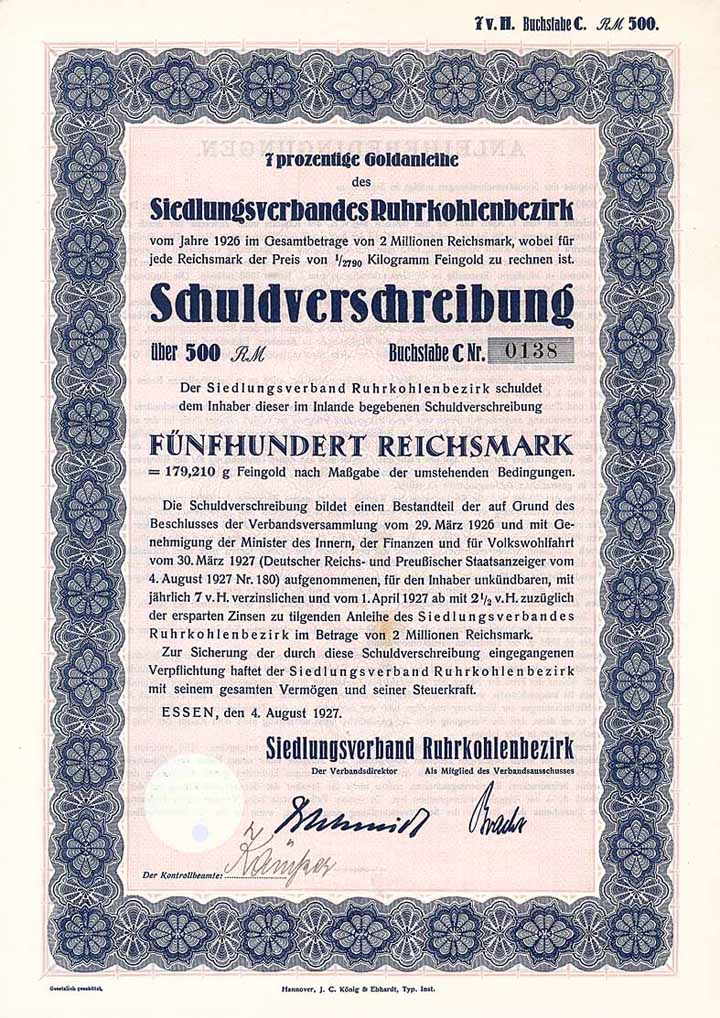 7 v. H. Buchstabe C. RM 500.
7 prozentige Goldanleihe
des
Siedlungsverbandes Ruhrkohlenbezirk
vom Jahre 1926 im Gesamtbetrage von 2 Millionen Reichsmark, wobei für
jede Reichsmark der Preis von 1/2790 Kilogramm Feingold zu rechnen ist.
Schuldverschreibung
über 500 RM Buchstabe C Nr. 0138
Der Siedlungsverband Ruhrkohlenbezirk schuldet
dem Inhaber dieser im Inlande begebenen Schuldverschreibung
FÜNFHUNDERT REICHSMARK
= 179,210 g Feingold nach Maßgabe der umstehenden Bedingungen.
Die Schuldverschreibung bildet einen Bestandteil der auf Grund des
Beschlusses der Verbandsversammlung vom 29. März 1926 und mit Ge-
nehmigung der Minister des Innern, der Finanzen und für Volkswohlfahrt
vom 30. März 1927 (Deutscher Reichs- und Preußischer Staatsanzeiger vom
4. August 1927 Nr. 180) aufgenommenen, für den Inhaber unkündbaren, mit
jährlich 7 v. H. verzinslichen und vom 1. April 1927 ab mit 2 1/2 v. H. zuzüglich
der ersparten Zinsen zu tilgenden Anleihe des Siedlungsverbandes
Ruhrkohlenbezirk im Betrage von 2 Millionen Reichsmark.
Zur Sicherung der durch diese Schuldverschreibung eingegangenen
Verpflichtung haftet der Siedlungsverband Ruhrkohlenbezirk
mit seinem gesamten Vermögen und seiner Steuerkraft.
ESSEN, den 4. August 1927.
Siedlungsverband Ruhrkohlenbezirk
Der Verbandsdirektor Als Mitglied des Verbandsausschusses
Schmidt Bracht
Der Kontrollbeamte:
Gesetzlich geschützt.
Hannover, J. C. König & Ebhardt, Typ. Inst.